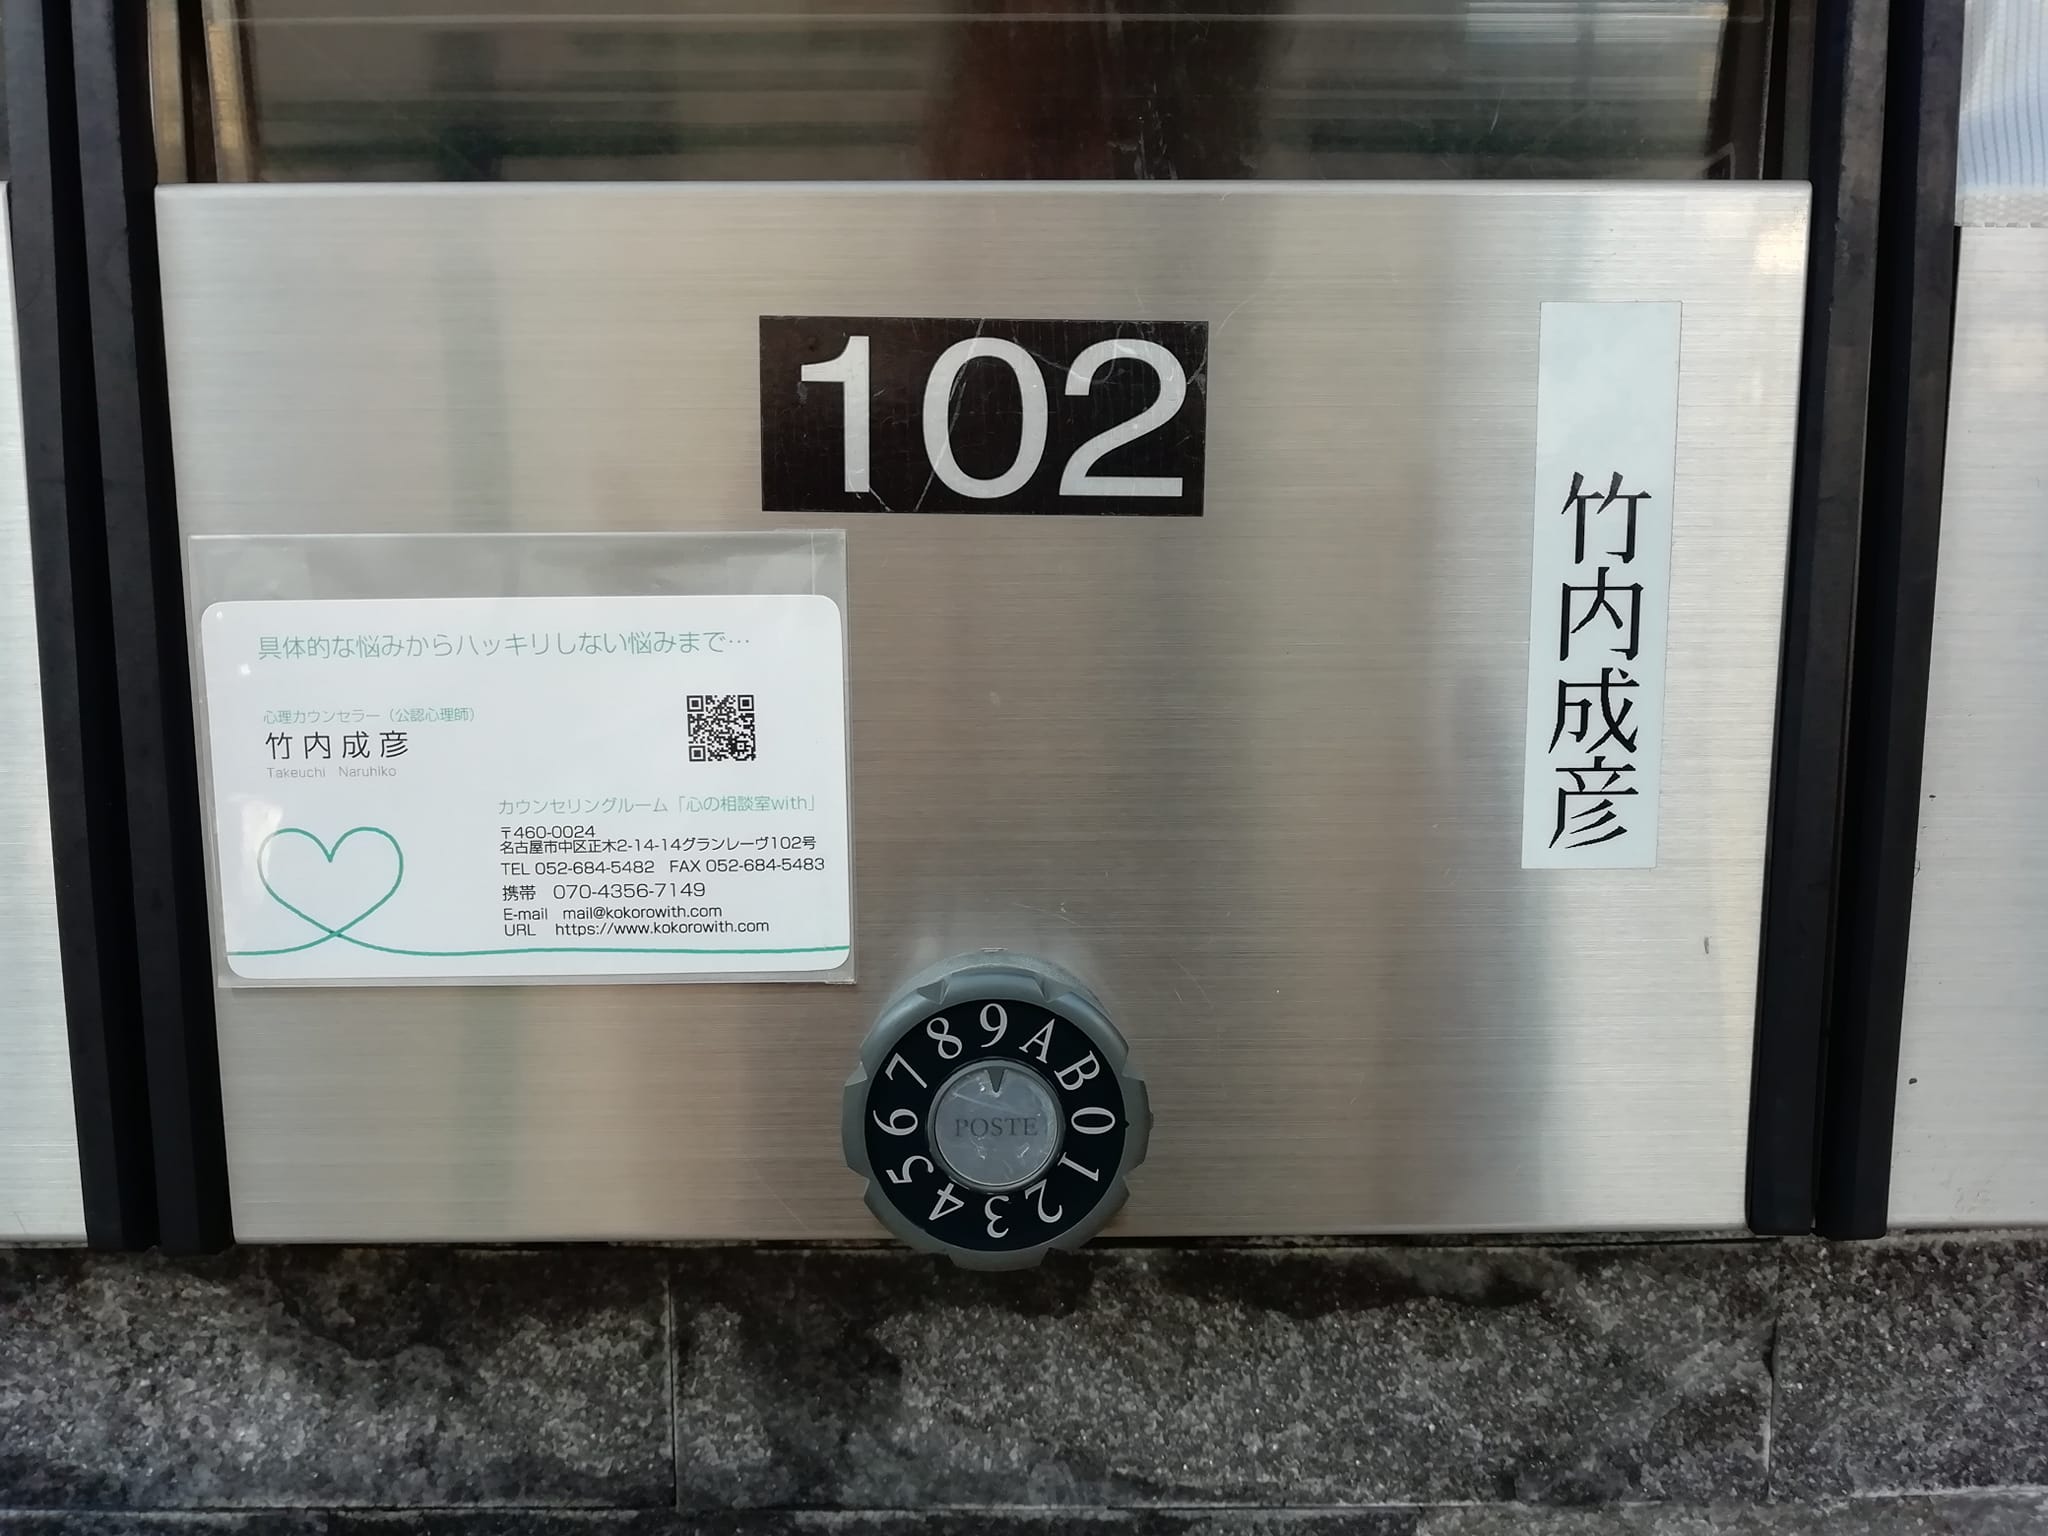 102
竹内成彦
具体的な悩みからハッキリしない悩みまで…
心理カウンセラー（公認心理師）
竹内成彦
Takeuchi Naruhiko
カウンセリングルーム「心の相談室with」
〒460-0024
名古屋市中区正木2-14-14グランレーヴ102号
TEL 052-684-5482 FAX 052-684-5483
携帯 070-4356-7149
E-mail mail@kokorowith.com
URL https://www.kokorowith.com
9AB012345678
POSTE